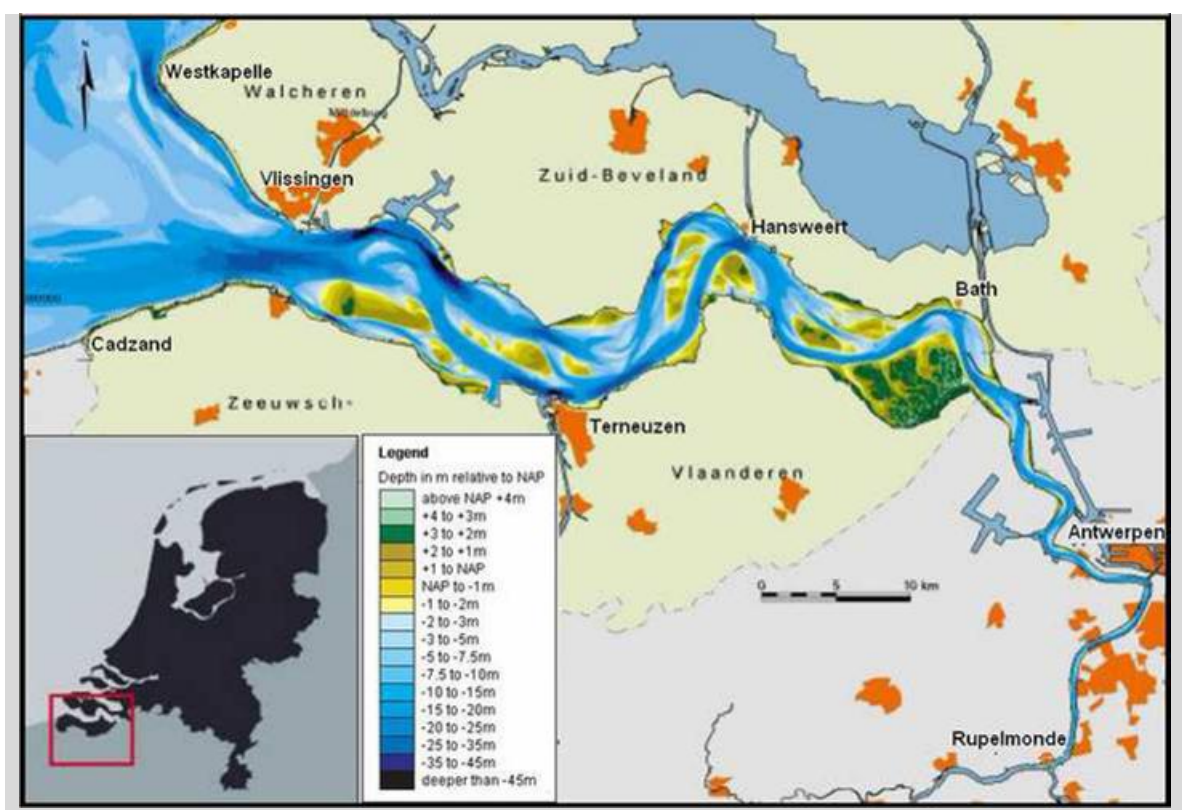 N
Westkapelle
Walcheren
Middelburg
Vlissingen
Zuid-Beveland
Hansweert
Bath
Cadzand
Zeeuwsch-
Terneuzen
Vlaanderen
Antwerpen
Rupelmonde
0 5 10 km
Legend
Depth in m relative to NAP
above NAP +4m
+4 to +3m
+3 to +2m
+2 to +1m
+1 to NAP
NAP to -1m
-1 to -2m
-2 to -3m
-3 to -5m
-5 to -7.5m
-7.5 to -10m
-10 to -15m
-15 to -20m
-20 to -25m
-25 to -35m
-35 to -45m
deeper than -45m